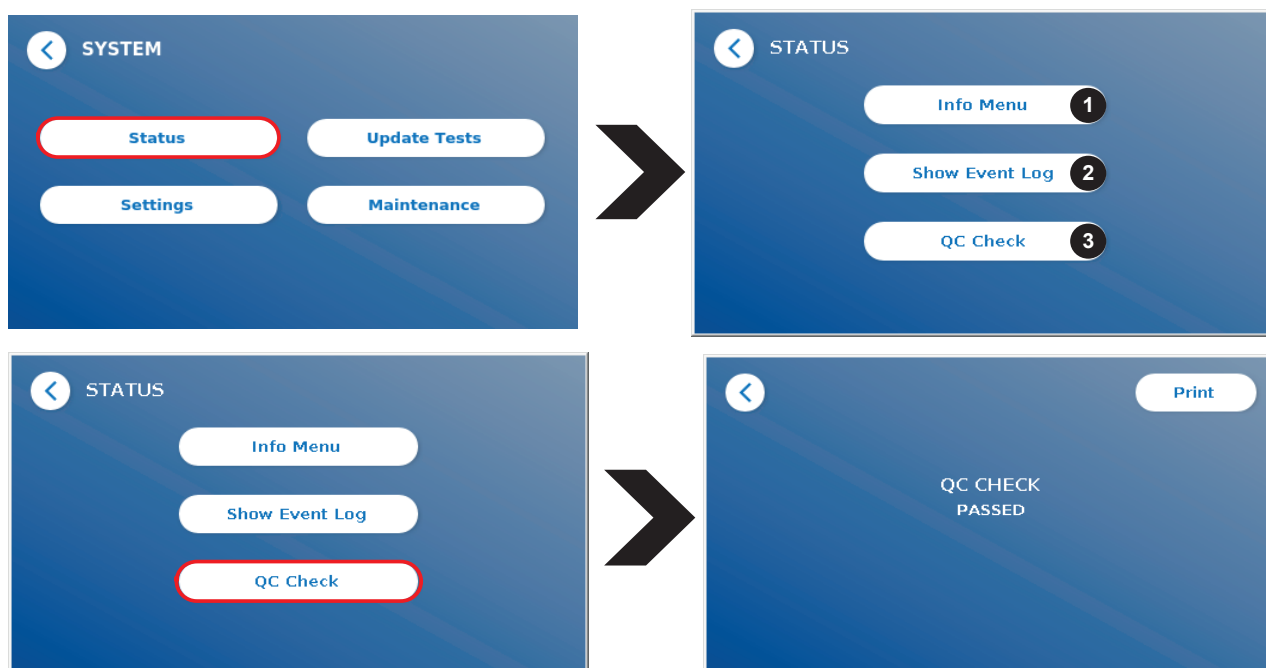 SYSTEM
Status
Update Tests
Settings
Maintenance
STATUS
Info Menu 1
Show Event Log 2
QC Check 3
STATUS
Info Menu
Show Event Log
QC Check
Print
QC CHECK
PASSED